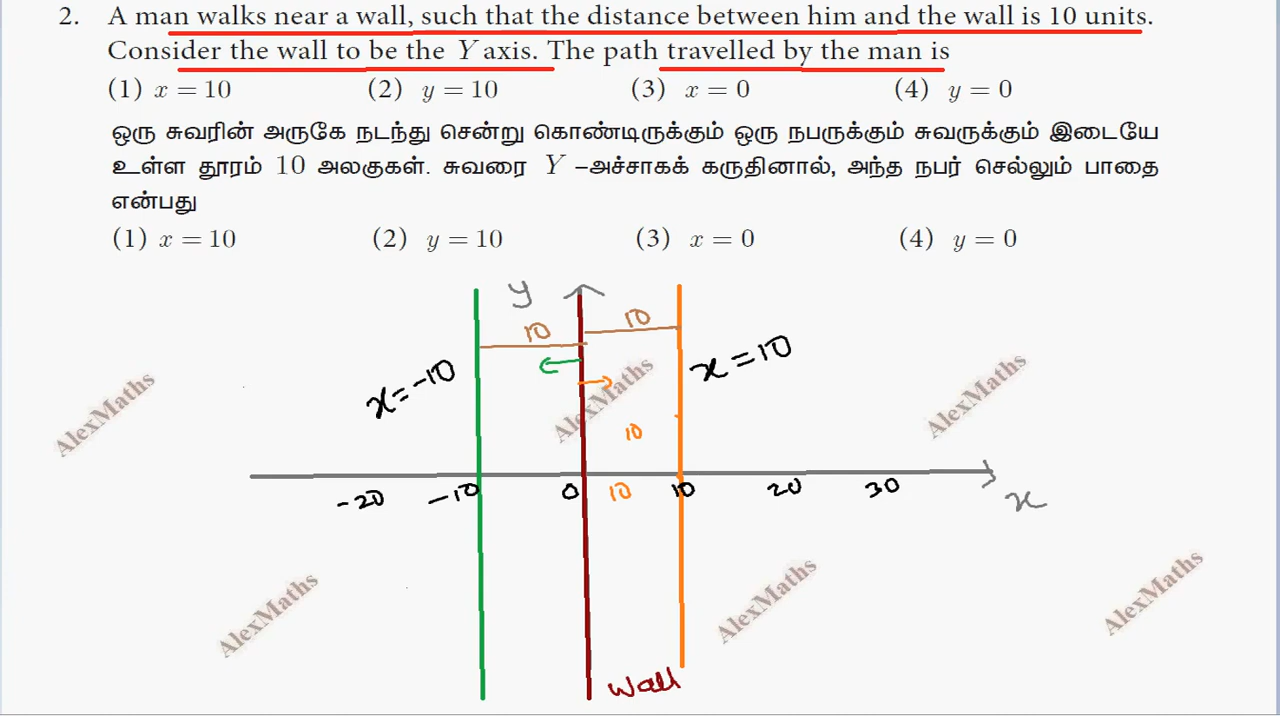 2. A man walks near a wall, such that the distance between him and the wall is 10 units.
Consider the wall to be the Y axis. The path travelled by the man is
(1) x = 10 (2) y = 10 (3) x = 0 (4) y = 0
ஒரு சுவரின் அருகே நடந்து சென்று கொண்டிருக்கும் ஒரு நபருக்கும் சுவருக்கும் இடையே
உள்ள தூரம் 10 அலகுகள். சுவரை Y –அச்சாகக் கருதினால், அந்த நபர் செல்லும் பாதை
என்பது
(1) x = 10 (2) y = 10 (3) x = 0 (4) y = 0
y
10 10
x=-10 x=10
AlexMaths AlexMaths AlexMaths
10
-20 -10 0 10 10 20 30 x
AlexMaths AlexMaths AlexMaths
Wall